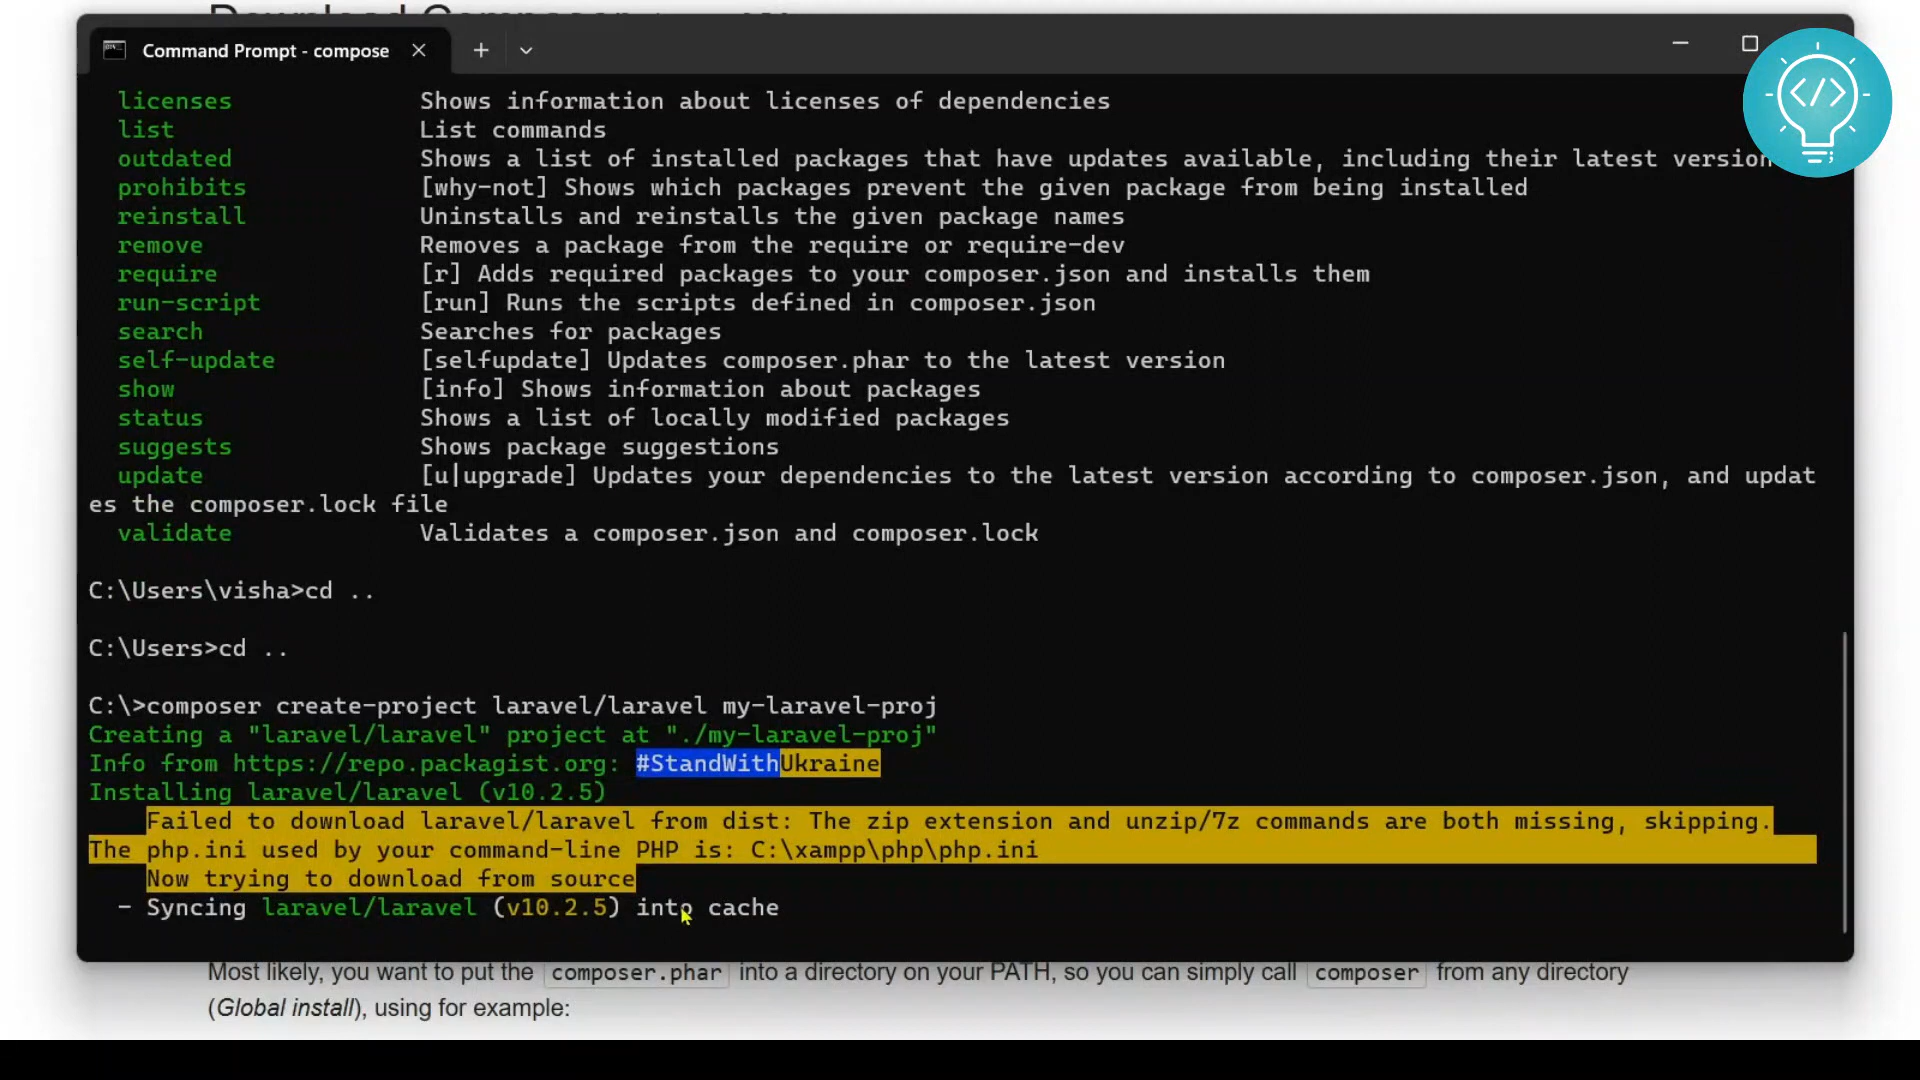 Download Composer
Command Prompt - compose
licenses Shows information about licenses of dependencies
list List commands
outdated Shows a list of installed packages that have updates available, including their latest version
prohibits [why-not] Shows which packages prevent the given package from being installed
reinstall Uninstalls and reinstalls the given package names
remove Removes a package from the require or require-dev
require [r] Adds required packages to your composer.json and installs them
run-script [run] Runs the scripts defined in composer.json
search Searches for packages
self-update [selfupdate] Updates composer.phar to the latest version
show [info] Shows information about packages
status Shows a list of locally modified packages
suggests Shows package suggestions
update [u|upgrade] Updates your dependencies to the latest version according to composer.json, and updat
es the composer.lock file
validate Validates a composer.json and composer.lock
C:\Users\visha>cd ..
C:\Users>cd ..
C:\>composer create-project laravel/laravel my-laravel-proj
Creating a "laravel/laravel" project at "./my-laravel-proj"
Info from https://repo.packagist.org: #StandWithUkraine
Installing laravel/laravel (v10.2.5)
Failed to download laravel/laravel from dist: The zip extension and unzip/7z commands are both missing, skipping.
The php.ini used by your command-line PHP is: C:\xampp\php\php.ini
Now trying to download from source
- Syncing laravel/laravel (v10.2.5) into cache
Most likely, you want to put the composer.phar into a directory on your PATH, so you can simply call composer from any directory
(Global install), using for example: